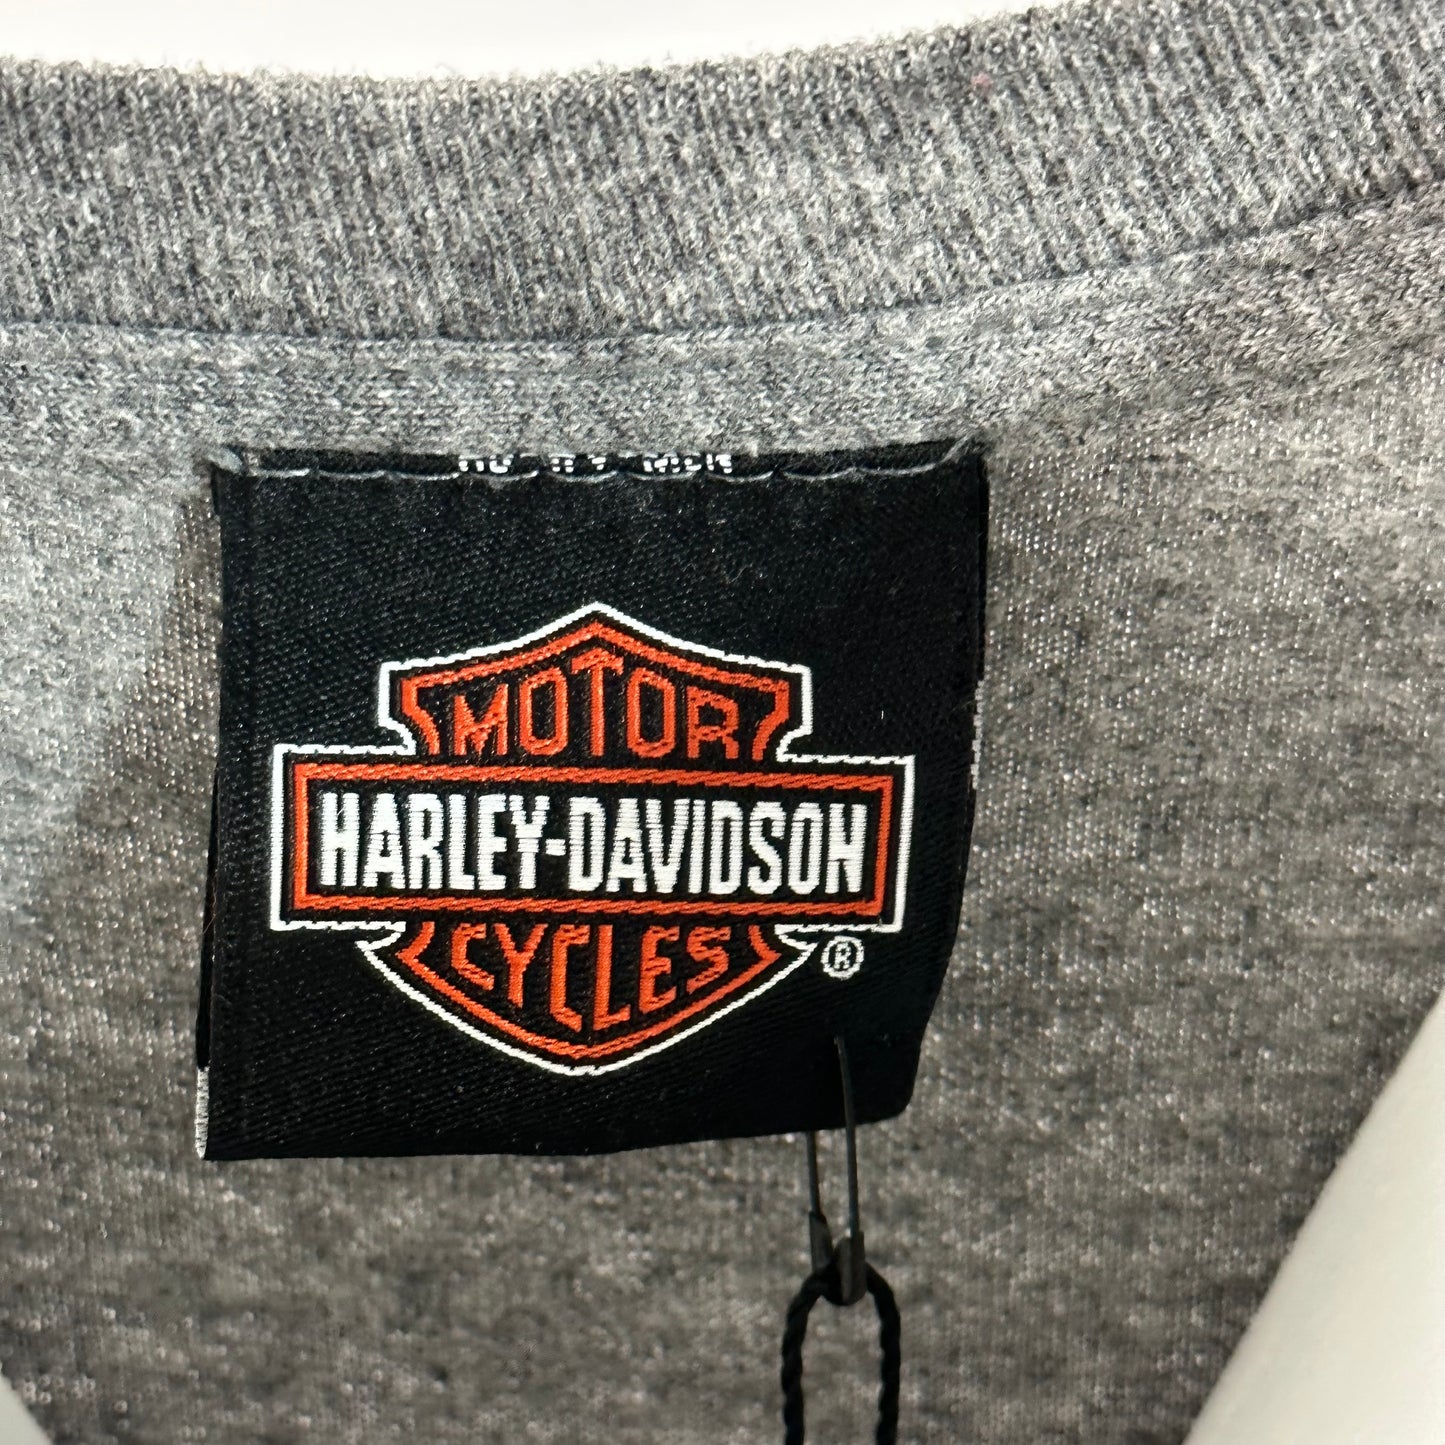 MOTOR
HARLEY-DAVIDSON
CYCLES
®